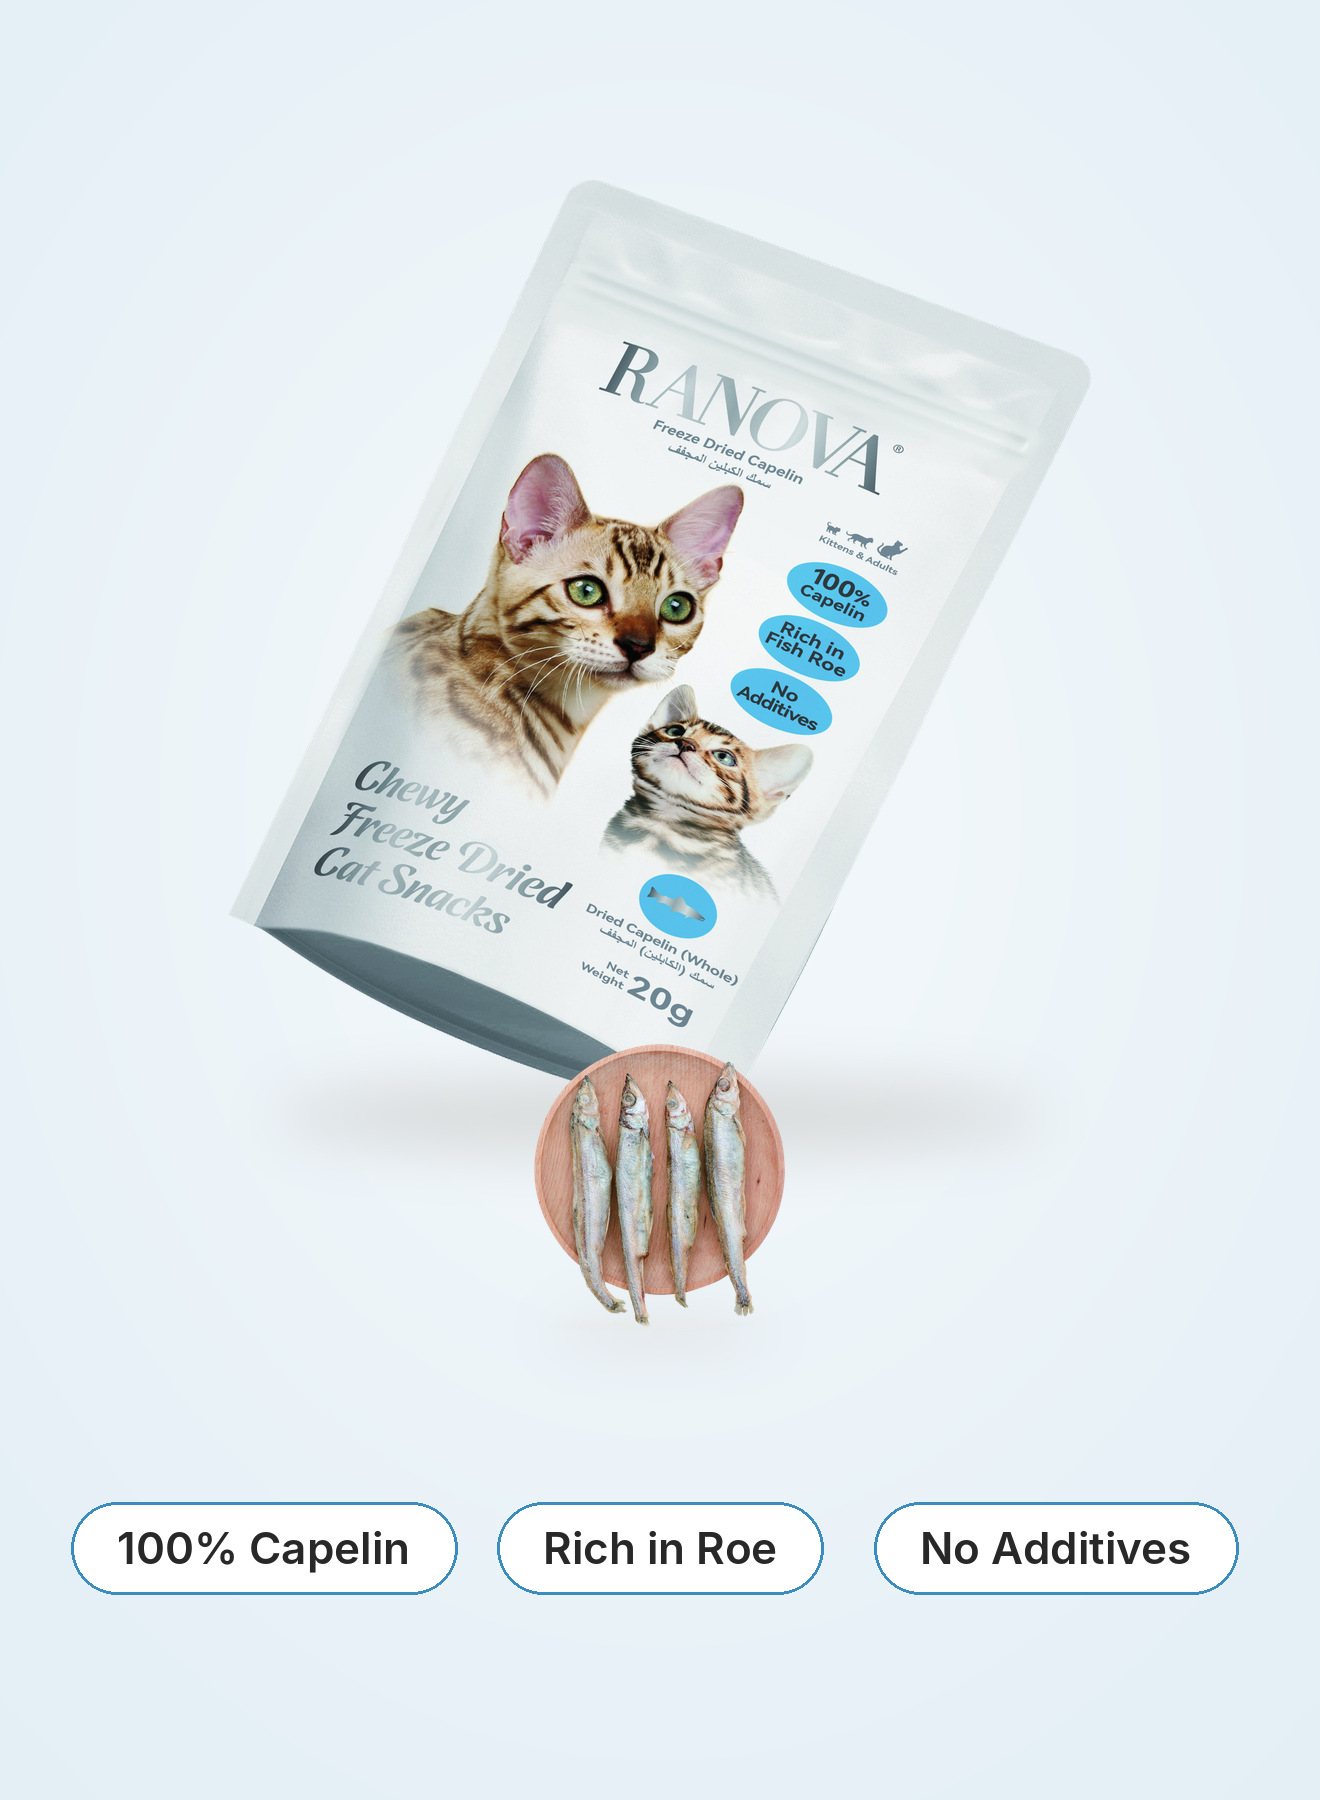 RANOVA®
Freeze Dried Capelin
سمك الكبلين المجفف
Kittens & Adults
100%
Capelin
Rich in
Fish Roe
No
Additives
Chewy
Freeze Dried
Cat Snacks
Dried Capelin (Whole)
سمك (الكابلين) المجفف
Net
Weight 20g
100% Capelin
Rich in Roe
No Additives